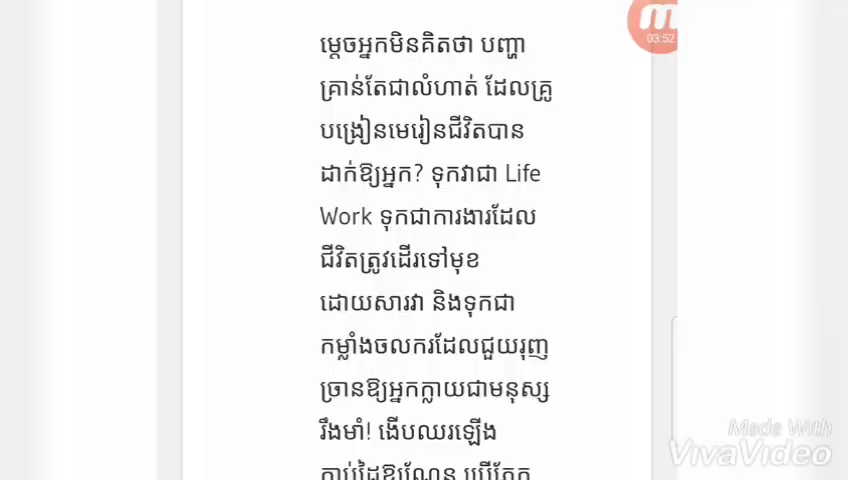 ម្ដេចអ្នកមិនគិតថា បញ្ហា
គ្រាន់តែជាលំហាត់ ដែលគ្រូ
បង្រៀនមេរៀនជីវិតបាន
ដាក់ឱ្យអ្នក? ទុកវាជា Life
Work ទុកជាការងារដែល
ជីវិតត្រូវដើរទៅមុខ
ដោយសារវា និងទុកជា
កម្លាំងចលករដែលជួយរុញ
ច្រានឱ្យអ្នកក្លាយជាមនុស្ស
រឹងមាំ! ងើបឈរឡើង
03:52
Made With
VivaVideo